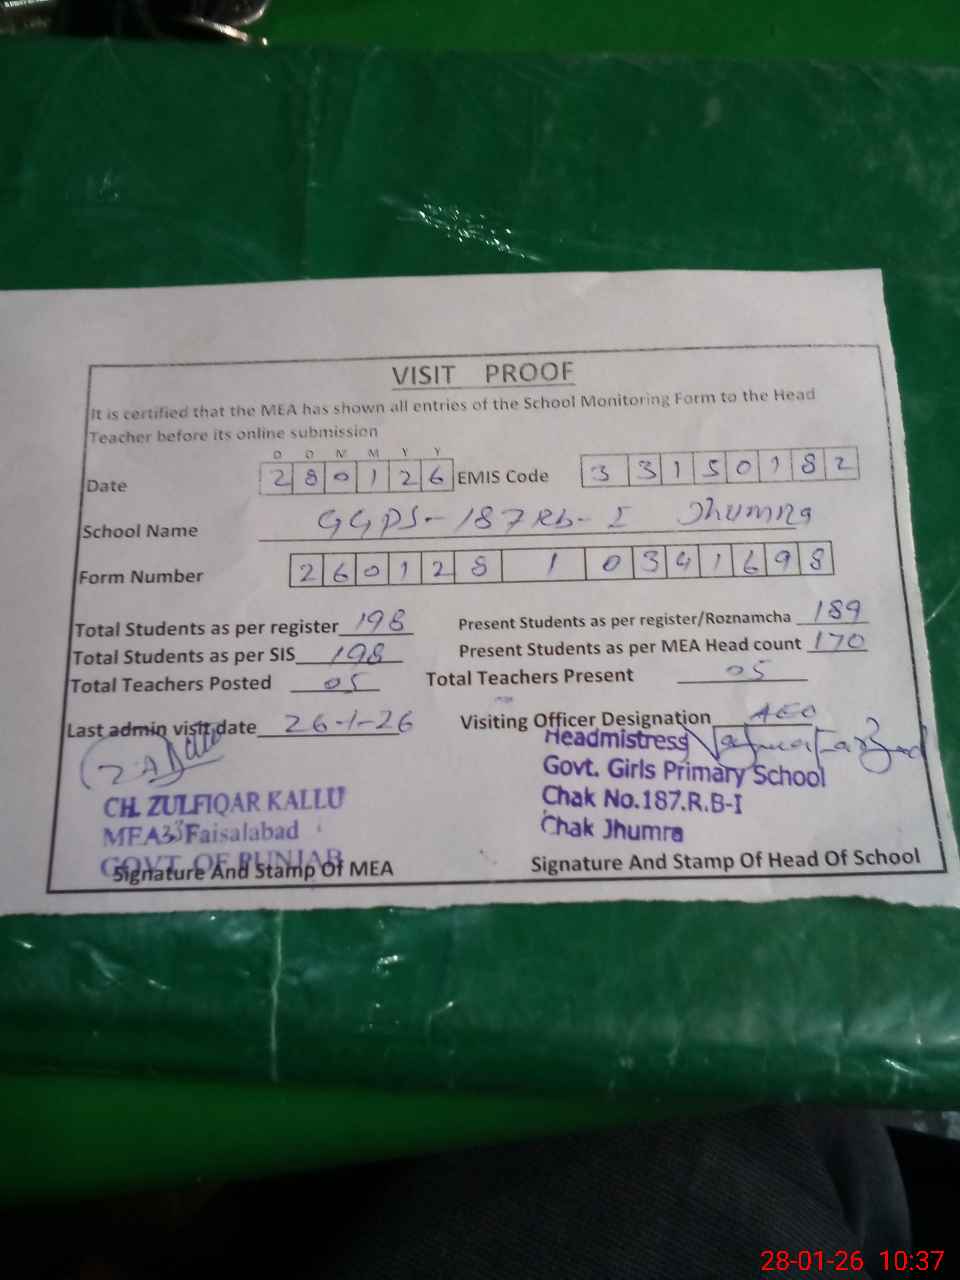 VISIT PROOF
It is certified that the MEA has shown all entries of the School Monitoring Form to the Head
Teacher before its online submission
D D M M Y Y
Date 2 8 0 1 2 6 EMIS Code 3 3 1 5 0 1 8 2
School Name GGPS-187Rb-I Jhumra
Form Number 2 6 0 1 2 8 1 0 3 4 1 6 9 8
Total Students as per register 198 Present Students as per register/Roznamcha 189
Total Students as per SIS 198 Present Students as per MEA Head count 170
Total Teachers Posted 05 Total Teachers Present 05
Last admin visit date 26-1-26 Visiting Officer Designation AEO
Headmistress
Govt. Girls Primary School
CH. ZULFIQAR KALLU Chak No.187.R.B-I
MEA33 Faisalabad Chak Jhumra
GOVT. OF PUNJAB
Signature And Stamp Of MEA Signature And Stamp Of Head Of School
28-01-26 10:37